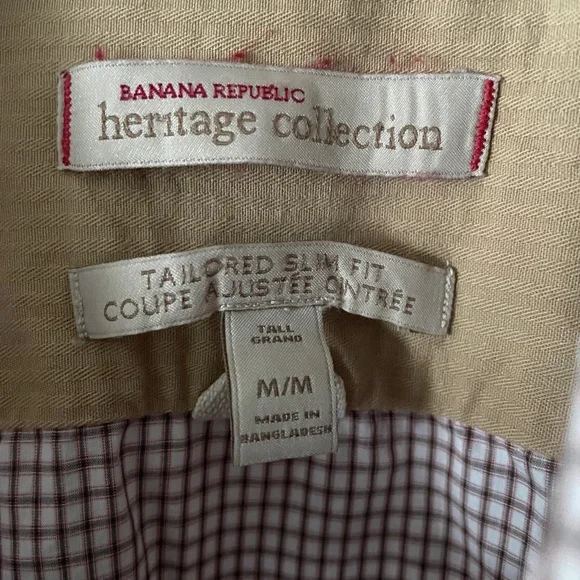 BANANA REPUBLIC
heritage collection
TAILORED SLIM FIT
COUPE AJUSTÉE CINTRÉE
TALL
GRAND
M/M
MADE IN
BANGLADESH